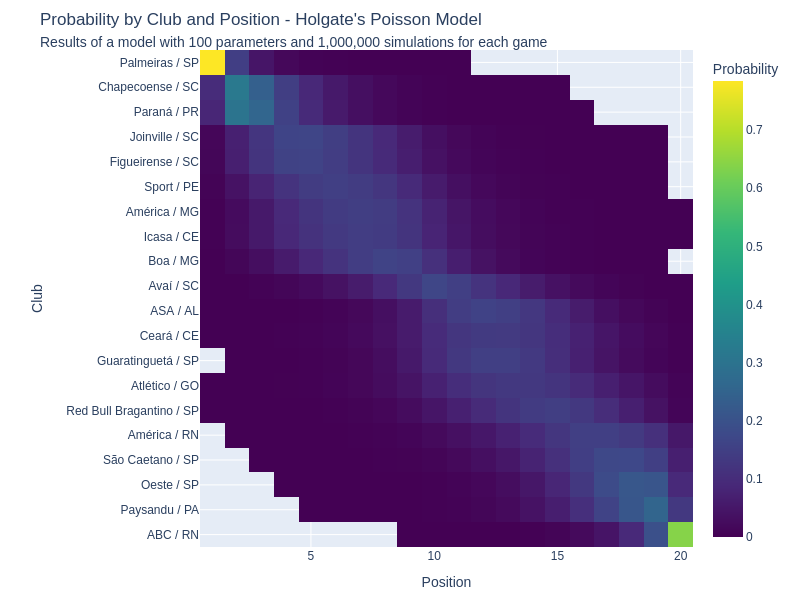 Probability by Club and Position - Holgate's Poisson Model
Results of a model with 100 parameters and 1,000,000 simulations for each game
Probability
Palmeiras / SP
Chapecoense / SC
Paraná / PR
Joinville / SC
Figueirense / SC
Sport / PE
América / MG
Icasa / CE
Boa / MG
Avaí / SC
ASA / AL
Ceará / CE
Guaratinguetá / SP
Atlético / GO
Red Bull Bragantino / SP
América / RN
São Caetano / SP
Oeste / SP
Paysandu / PA
ABC / RN
Club
5
10
15
20
Position
0.7
0.6
0.5
0.4
0.3
0.2
0.1
0